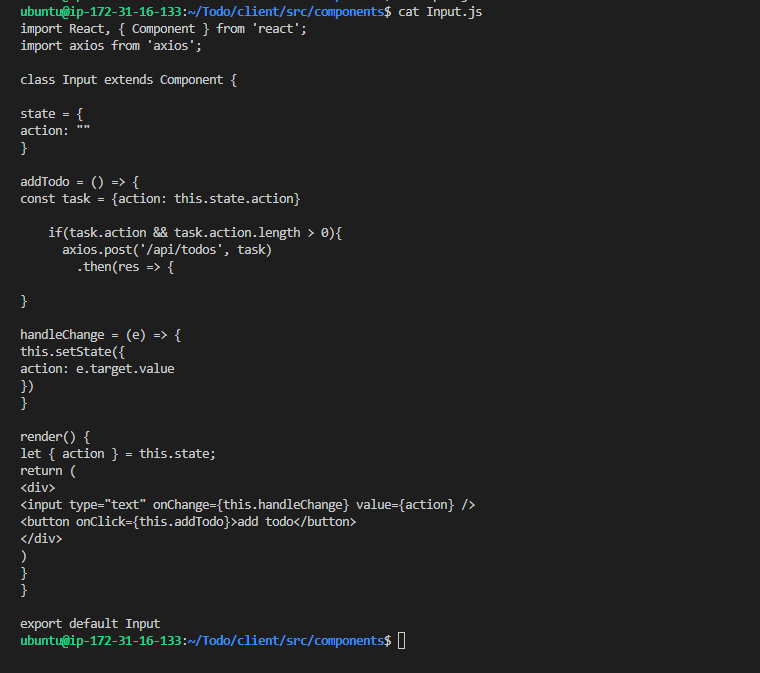 ubuntu@ip-172-31-16-133:~/Todo/client/src/components$ cat Input.js
import React, { Component } from 'react';
import axios from 'axios';

class Input extends Component {

state = {
action: ""
}

addTodo = () => {
const task = {action: this.state.action}

    if(task.action && task.action.length > 0){
      axios.post('/api/todos', task)
        .then(res => {

}

handleChange = (e) => {
this.setState({
action: e.target.value
})
}

render() {
let { action } = this.state;
return (
<div>
<input type="text" onChange={this.handleChange} value={action} />
<button onClick={this.addTodo}>add todo</button>
</div>
)
}
}

export default Input
ubuntu@ip-172-31-16-133:~/Todo/client/src/components$